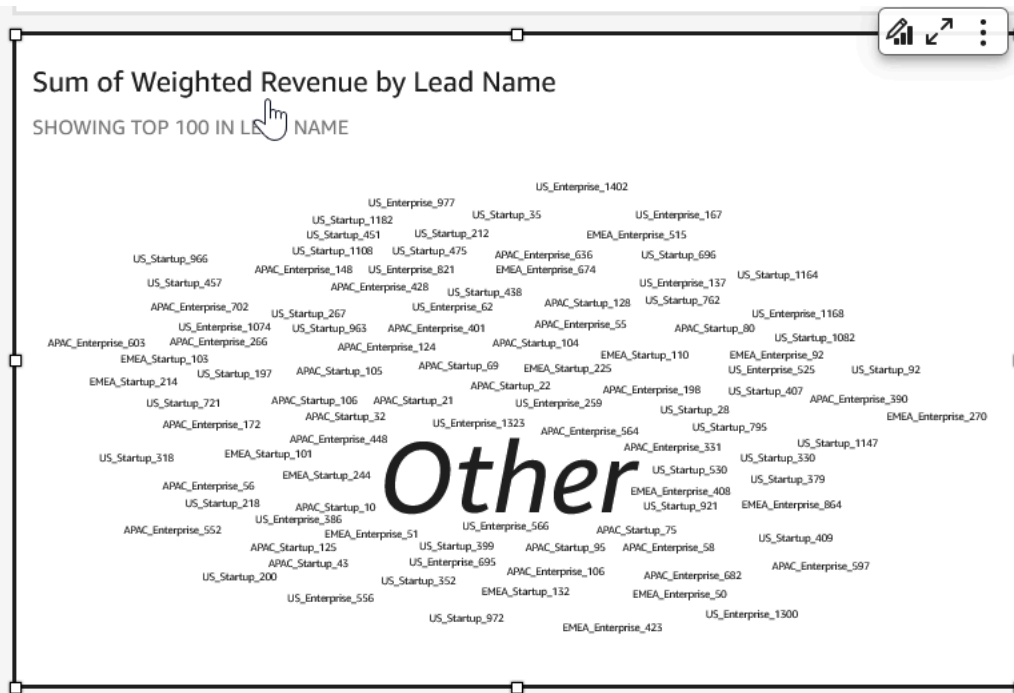 Sum of Weighted Revenue by Lead Name
SHOWING TOP 100 IN LE NAME
US_Enterprise_1402
US_Enterprise_977
US_Startup_35
US_Enterprise_167
US_Startup_1182
US_Startup_451
US_Startup_212
EMEA_Enterprise_515
US_Startup_1108
US_Startup_475
APAC_Enterprise_636
US_Startup_696
US_Startup_966
APAC_Enterprise_148
US_Enterprise_821
EMEA_Enterprise_674
US_Startup_1164
US_Startup_457
APAC_Enterprise_428
US_Startup_438
US_Enterprise_137
APAC_Enterprise_702
US_Startup_267
US_Enterprise_62
APAC_Startup_128
US_Startup_762
US_Enterprise_1168
US_Enterprise_1074
US_Startup_963
APAC_Enterprise_401
APAC_Enterprise_55
APAC_Startup_80
US_Startup_1082
APAC_Enterprise_603
APAC_Enterprise_266
APAC_Enterprise_124
APAC_Startup_104
EMEA_Startup_103
EMEA_Startup_110
EMEA_Enterprise_92
US_Startup_197
APAC_Startup_105
APAC_Startup_69
EMEA_Startup_225
US_Enterprise_525
US_Startup_92
EMEA_Startup_214
APAC_Startup_22
APAC_Enterprise_198
US_Startup_407
APAC_Enterprise_390
US_Startup_721
APAC_Startup_106
APAC_Startup_21
US_Enterprise_259
US_Startup_28
EMEA_Enterprise_270
APAC_Enterprise_172
APAC_Startup_32
US_Enterprise_1323
APAC_Enterprise_564
US_Startup_795
APAC_Enterprise_448
APAC_Enterprise_331
US_Startup_1147
US_Startup_318
EMEA_Startup_101
US_Startup_330
Other
EMEA_Startup_244
US_Startup_530
US_Startup_379
APAC_Enterprise_56
EMEA_Enterprise_408
US_Startup_218
APAC_Startup_10
US_Startup_921
EMEA_Enterprise_864
US_Enterprise_386
APAC_Enterprise_552
EMEA_Enterprise_51
US_Enterprise_566
APAC_Startup_75
US_Startup_409
APAC_Startup_125
US_Startup_399
APAC_Startup_95
APAC_Enterprise_58
APAC_Startup_43
US_Enterprise_695
APAC_Enterprise_597
US_Startup_200
US_Startup_352
APAC_Enterprise_106
APAC_Enterprise_682
US_Enterprise_556
EMEA_Startup_132
EMEA_Enterprise_50
US_Startup_972
US_Enterprise_1300
EMEA_Enterprise_423